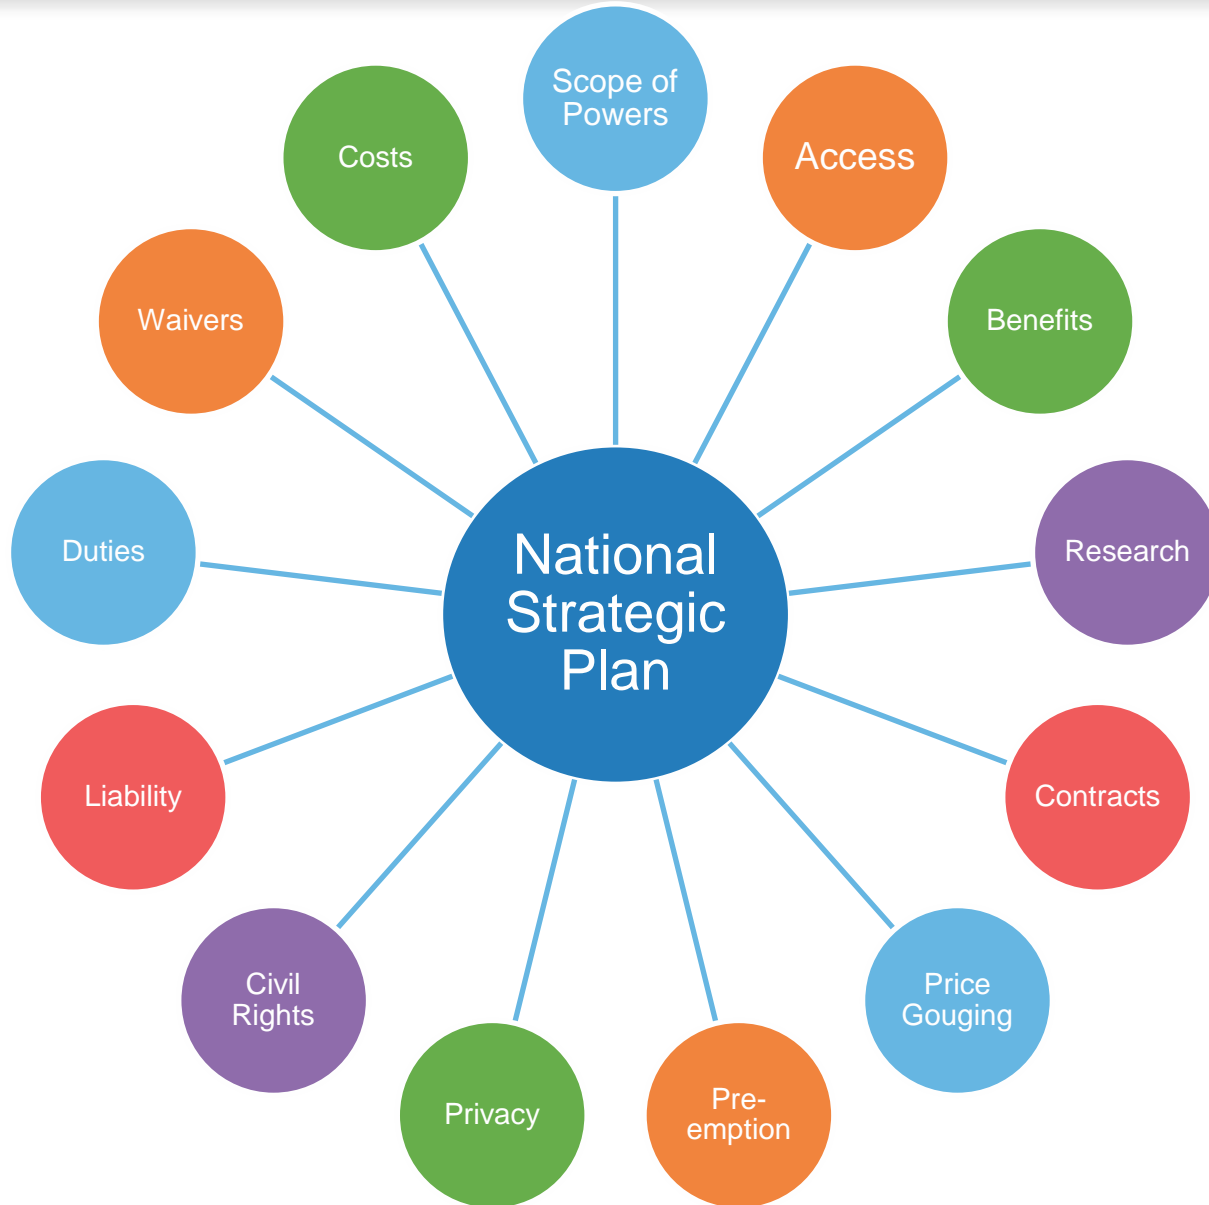 Scope of
Powers
Access
Benefits
Research
Contracts
Price
Gouging
Pre-
emption
Privacy
Civil
Rights
Liability
Duties
Waivers
Costs
National
Strategic
Plan